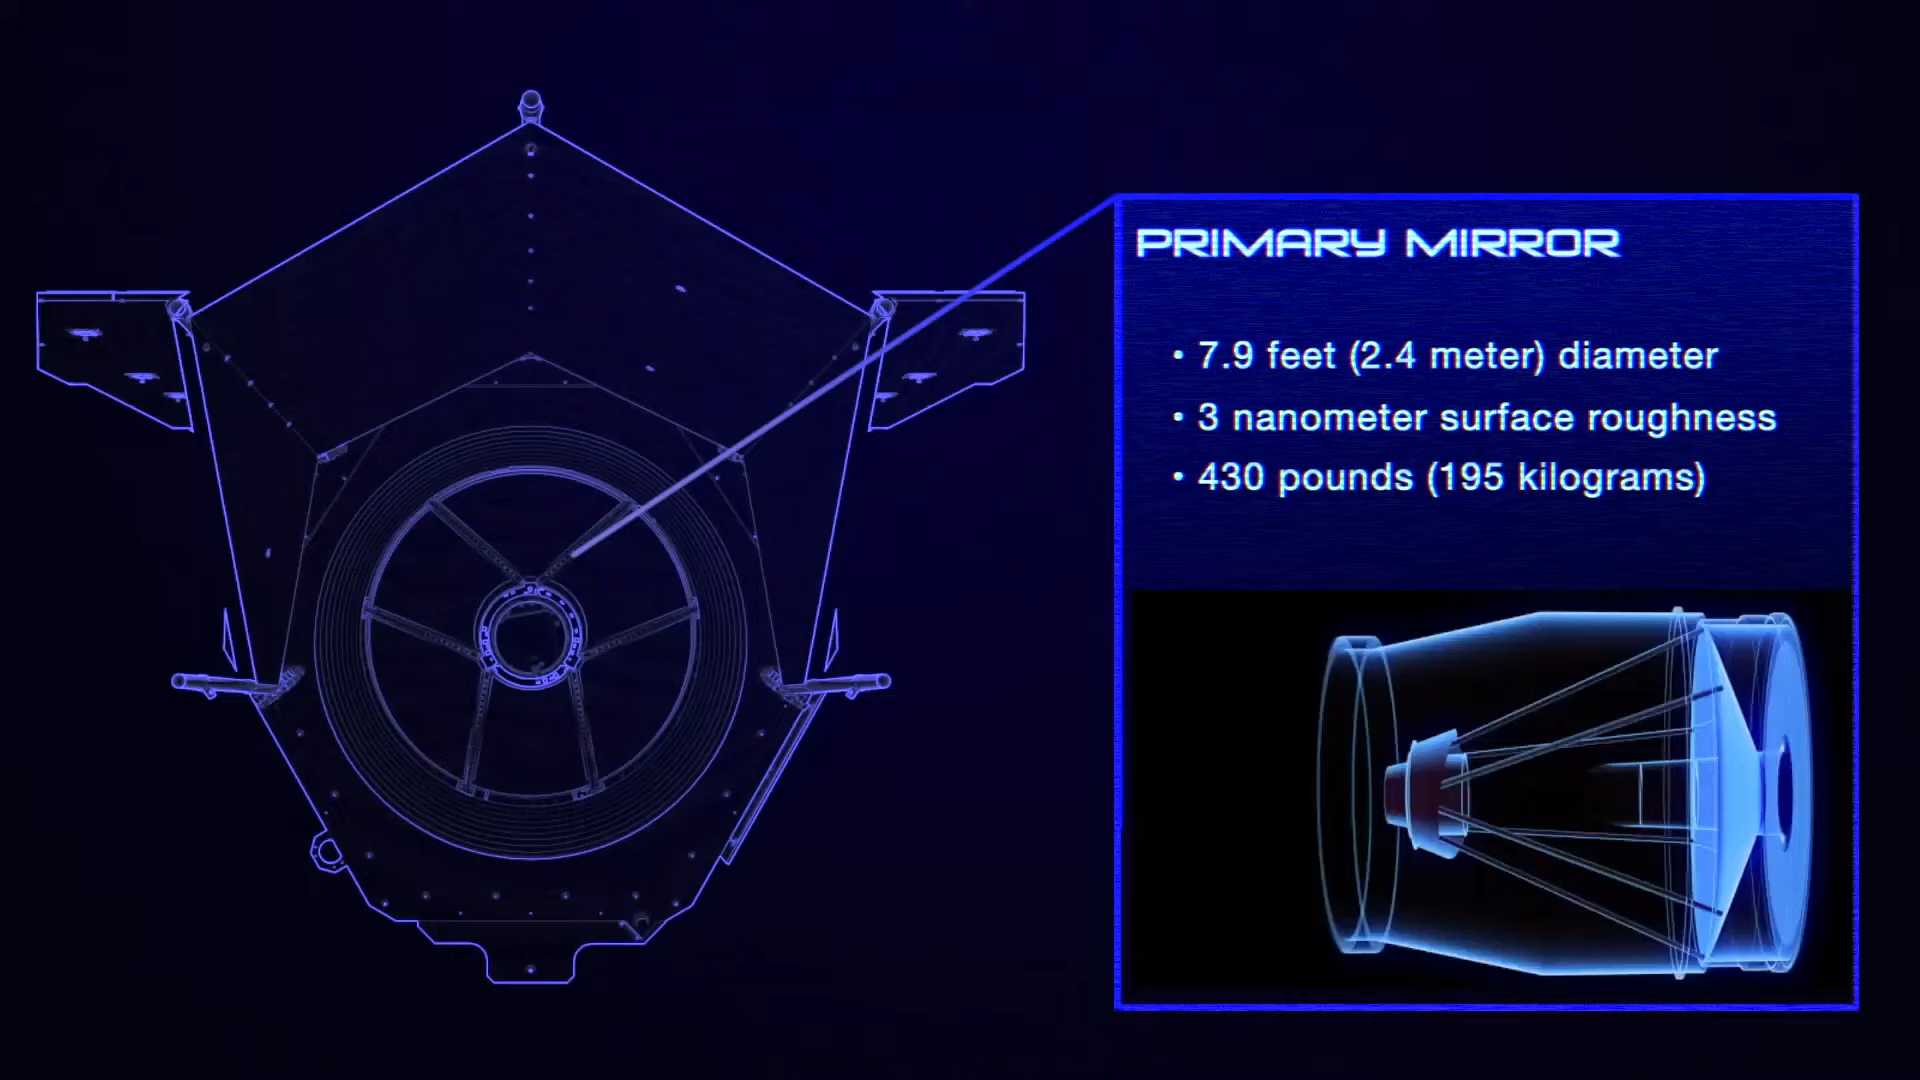 PRIMARY MIRROR
• 7.9 feet (2.4 meter) diameter
• 3 nanometer surface roughness
• 430 pounds (195 kilograms)